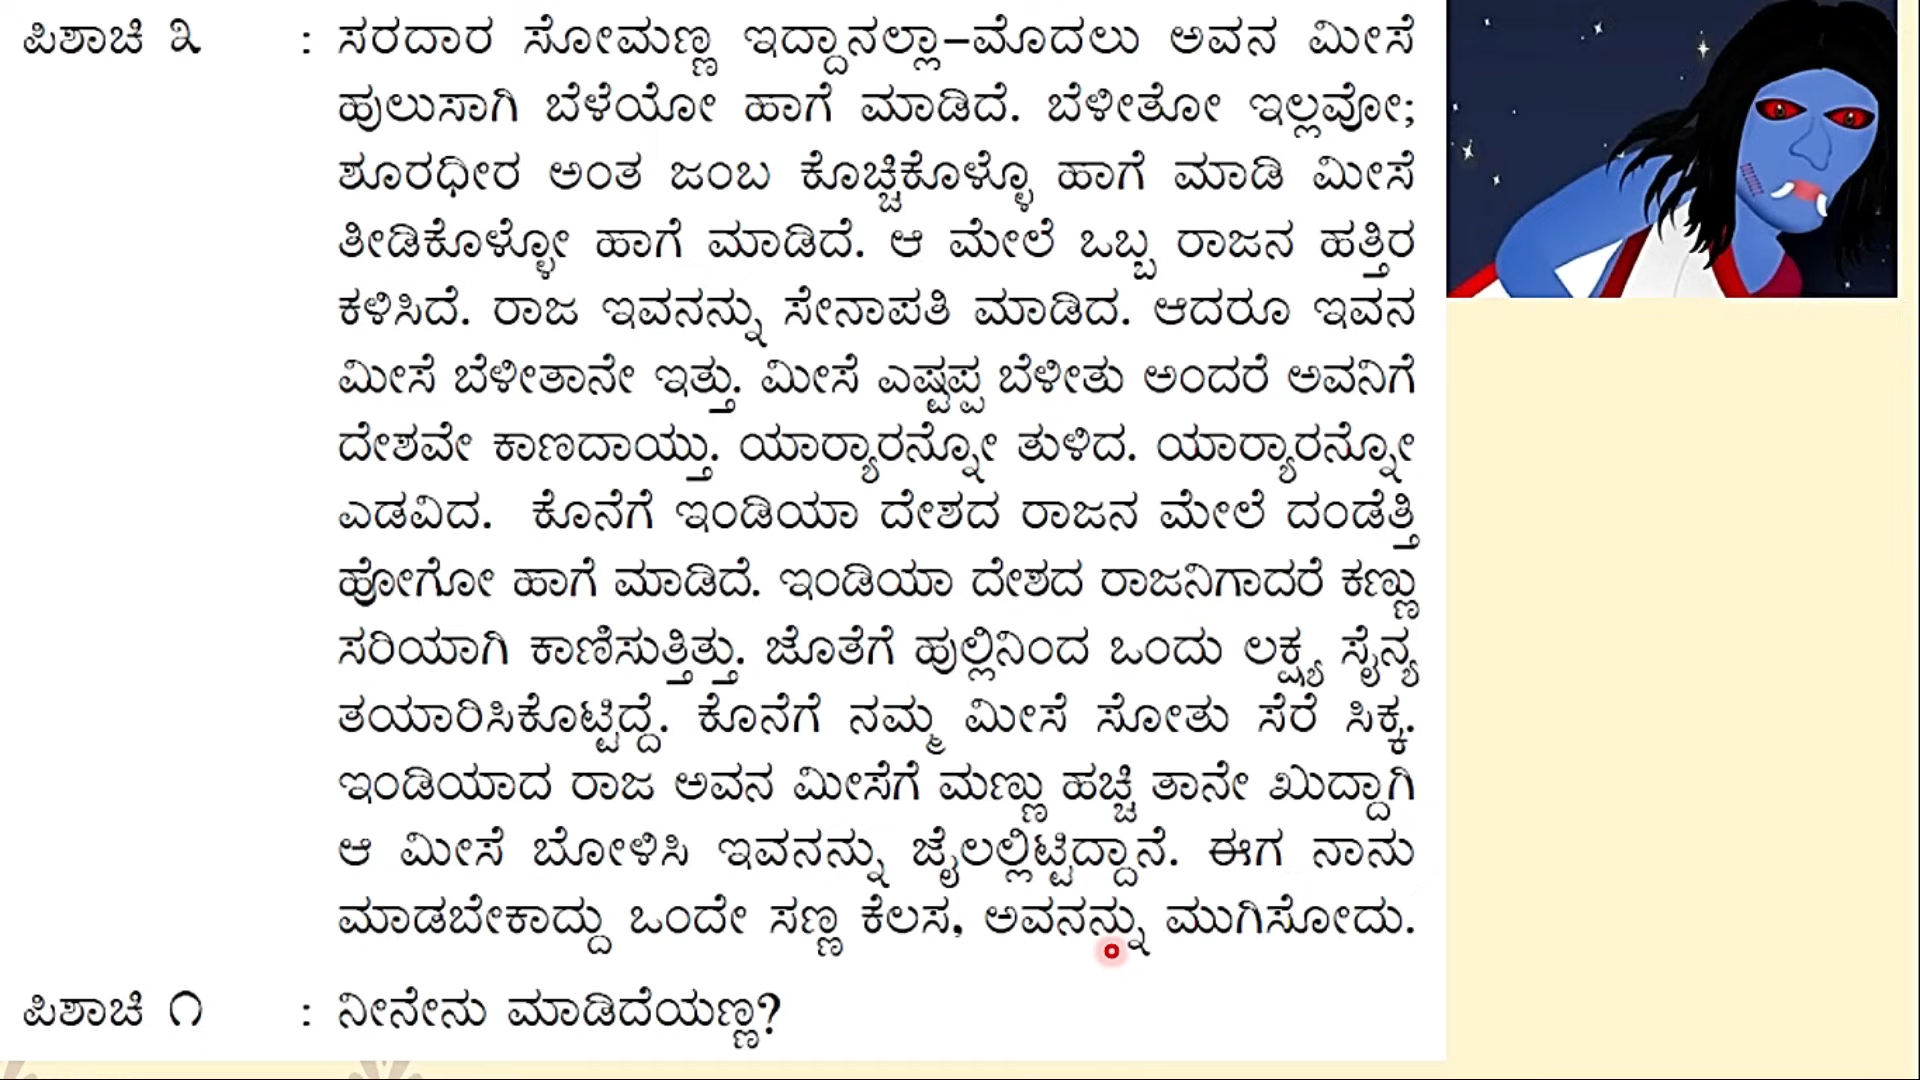 ಪಿಶಾಚಿ ೩ : ಸರದಾರ ಸೋಮಣ್ಣ ಇದ್ದಾನಲ್ಲಾ–ಮೊದಲು ಅವನ ಮೀಸೆ
ಹುಲುಸಾಗಿ ಬೆಳೆಯೋ ಹಾಗೆ ಮಾಡಿದೆ. ಬೆಳೀತೋ ಇಲ್ಲವೋ;
ಶೂರಧೀರ ಅಂತ ಜಂಬ ಕೊಚ್ಚಿಕೊಳ್ಳೊ ಹಾಗೆ ಮಾಡಿ ಮೀಸೆ
ತೀಡಿಕೊಳ್ಳೋ ಹಾಗೆ ಮಾಡಿದೆ. ಆ ಮೇಲೆ ಒಬ್ಬ ರಾಜನ ಹತ್ತಿರ
ಕಳಿಸಿದೆ. ರಾಜ ಇವನನ್ನು ಸೇನಾಪತಿ ಮಾಡಿದ. ಆದರೂ ಇವನ
ಮೀಸೆ ಬೆಳೀತಾನೇ ಇತ್ತು. ಮೀಸೆ ಎಷ್ಟಪ್ಪ ಬೆಳೀತು ಅಂದರೆ ಅವನಿಗೆ
ದೇಶವೇ ಕಾಣದಾಯ್ತು. ಯಾರ‍್ಯಾರನ್ನೋ ತುಳಿದ. ಯಾರ‍್ಯಾರನ್ನೋ
ಎಡವಿದ. ಕೊನೆಗೆ ಇಂಡಿಯಾ ದೇಶದ ರಾಜನ ಮೇಲೆ ದಂಡೆತ್ತಿ
ಹೋಗೋ ಹಾಗೆ ಮಾಡಿದೆ. ಇಂಡಿಯಾ ದೇಶದ ರಾಜನಿಗಾದರೆ ಕಣ್ಣು
ಸರಿಯಾಗಿ ಕಾಣಿಸುತ್ತಿತ್ತು. ಜೊತೆಗೆ ಹುಲ್ಲಿನಿಂದ ಒಂದು ಲಕ್ಷ್ಯ ಸೈನ್ಯ
ತಯಾರಿಸಿಕೊಟ್ಟಿದ್ದೆ. ಕೊನೆಗೆ ನಮ್ಮ ಮೀಸೆ ಸೋತು ಸೆರೆ ಸಿಕ್ಕ.
ಇಂಡಿಯಾದ ರಾಜ ಅವನ ಮೀಸೆಗೆ ಮಣ್ಣು ಹಚ್ಚಿ ತಾನೇ ಖುದ್ದಾಗಿ
ಆ ಮೀಸೆ ಬೋಳಿಸಿ ಇವನನ್ನು ಜೈಲಲ್ಲಿಟ್ಟಿದ್ದಾನೆ. ಈಗ ನಾನು
ಮಾಡಬೇಕಾದ್ದು ಒಂದೇ ಸಣ್ಣ ಕೆಲಸ, ಅವನನ್ನು ಮುಗಿಸೋದು.
ಪಿಶಾಚಿ ೧ : ನೀನೇನು ಮಾಡಿದೆಯಣ್ಣ?